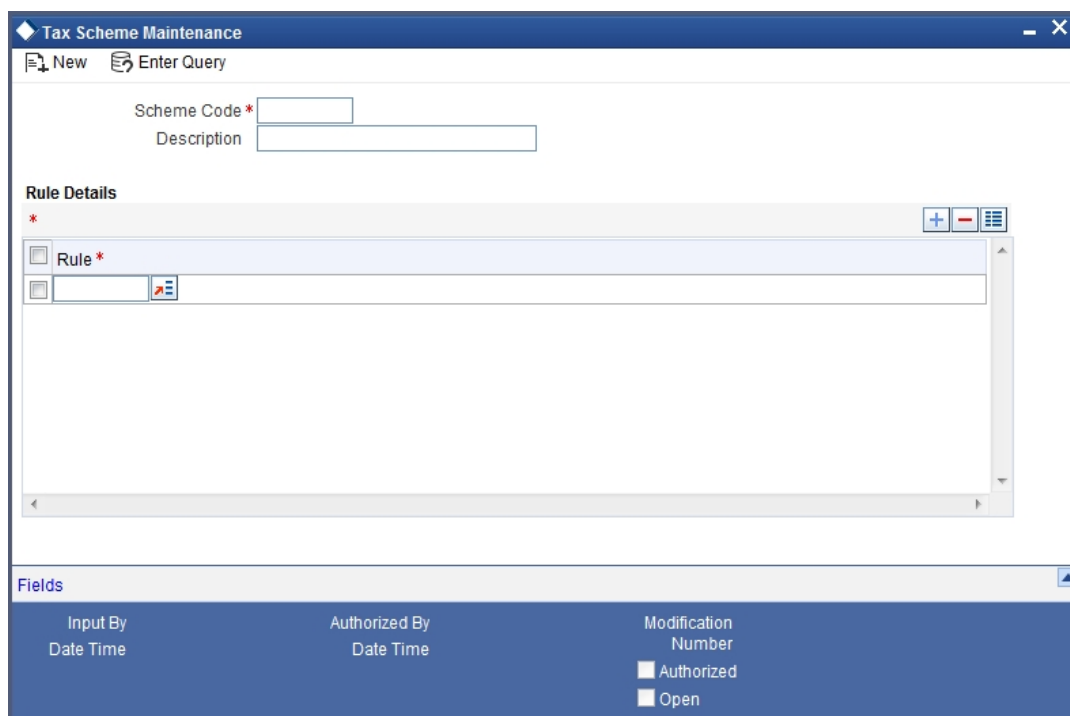 Tax Scheme Maintenance
New Enter Query
Scheme Code *
Description
Rule Details
*
Rule *
Fields
Input By Authorized By Modification
Number
Date Time Date Time
Authorized
Open